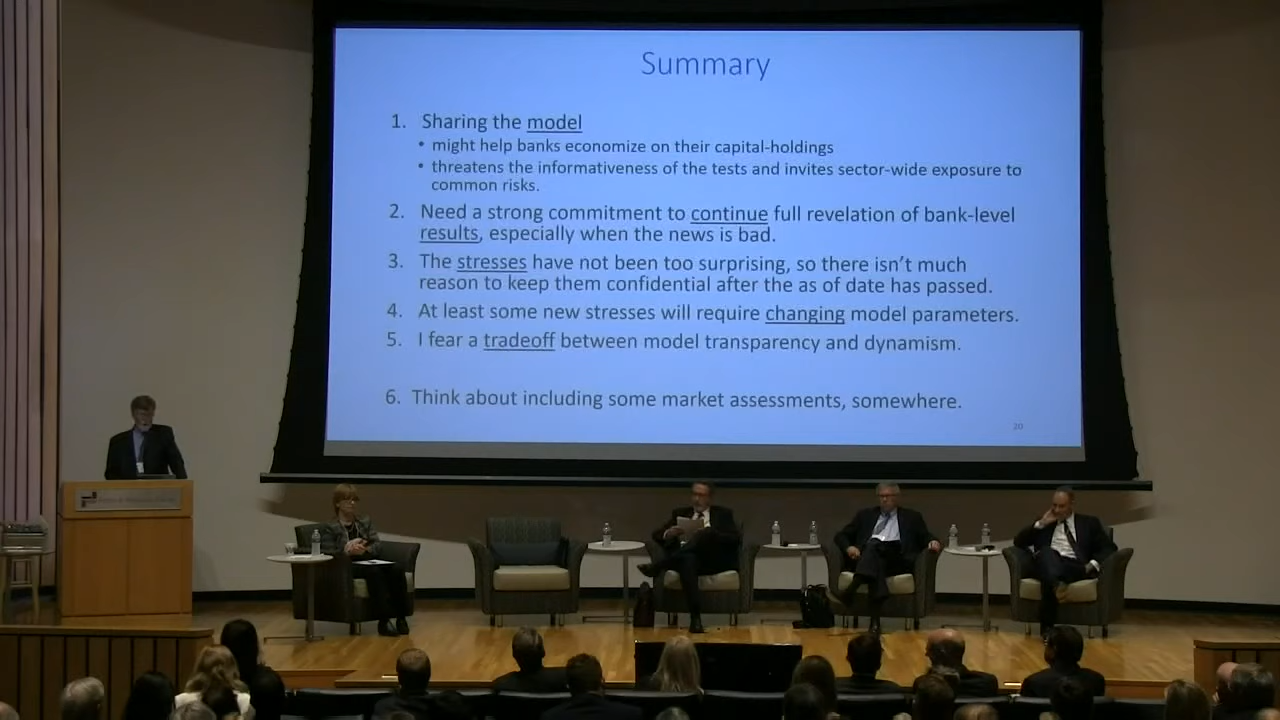 Summary
1. Sharing the model
• might help banks economize on their capital-holdings
• threatens the informativeness of the tests and invites sector-wide exposure to
common risks.
2. Need a strong commitment to continue full revelation of bank-level
results, especially when the news is bad.
3. The stresses have not been too surprising, so there isn't much
reason to keep them confidential after the as of date has passed.
4. At least some new stresses will require changing model parameters.
5. I fear a tradeoff between model transparency and dynamism.
6. Think about including some market assessments, somewhere.
20